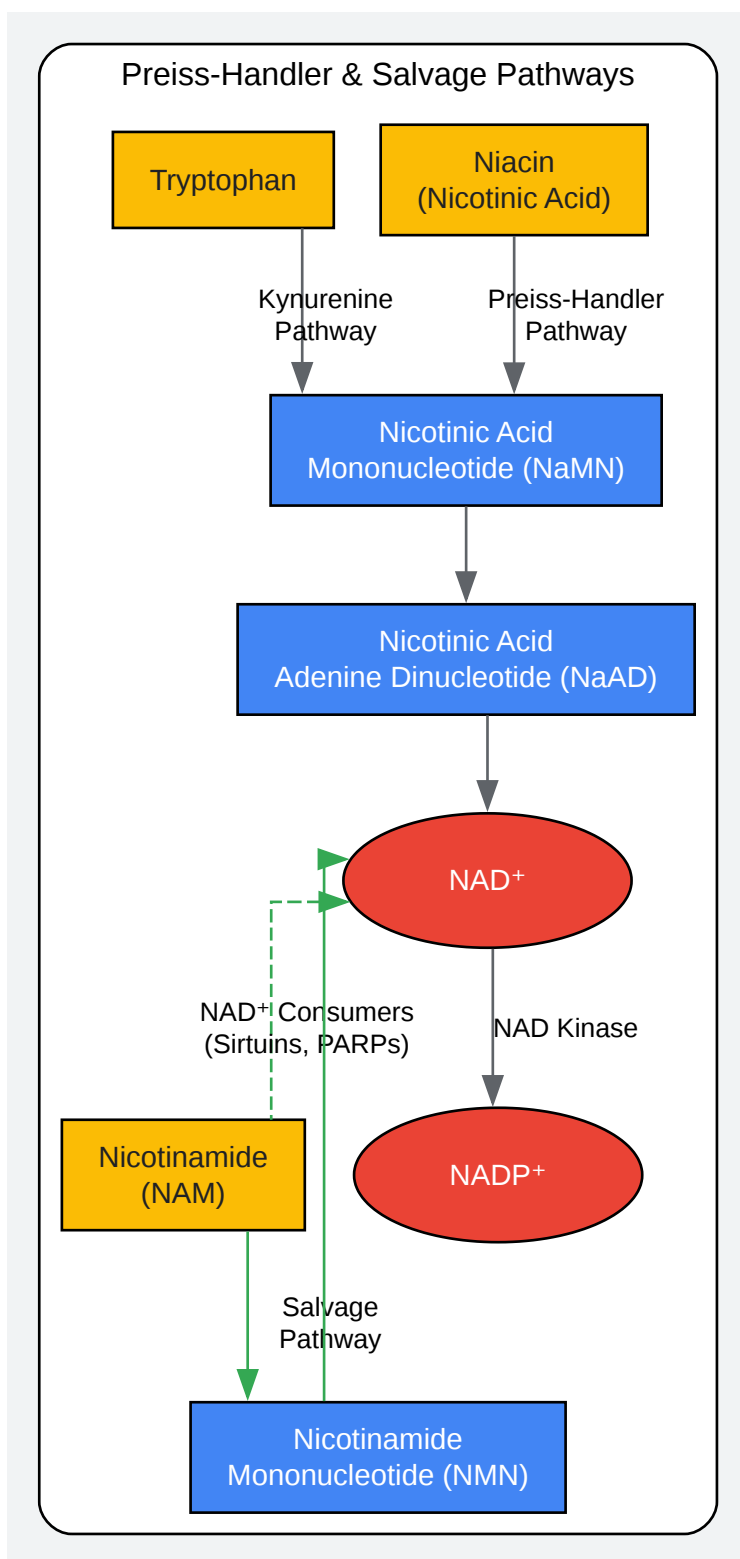 Preiss-Handler & Salvage Pathways
Tryptophan
Niacin
(Nicotinic Acid)
Kynurenine
Pathway
Preiss-Handler
Pathway
Nicotinic Acid
Mononucleotide (NaMN)
Nicotinic Acid
Adenine Dinucleotide (NaAD)
NAD⁺
NAD⁺ Consumers
(Sirtuins, PARPs)
NAD Kinase
Nicotinamide
(NAM)
NADP⁺
Salvage
Pathway
Nicotinamide
Mononucleotide (NMN)